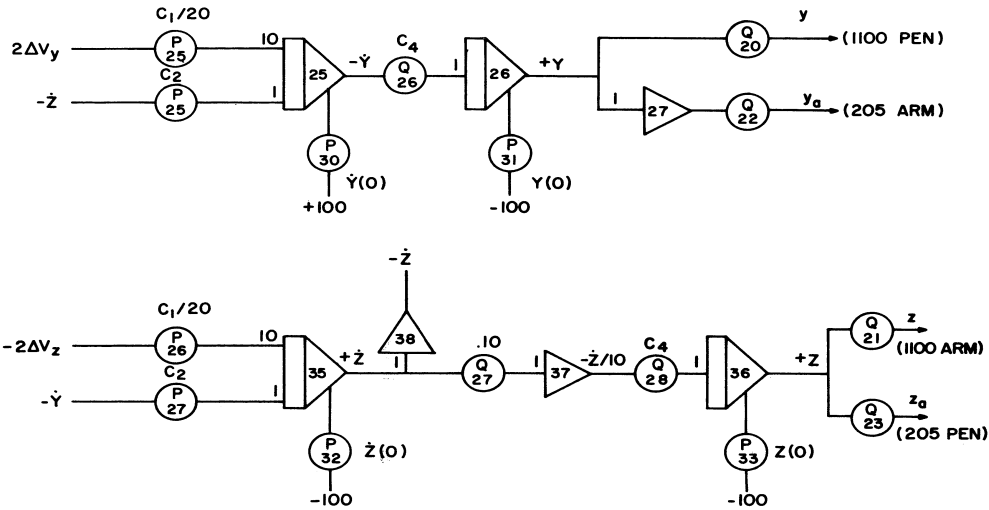 C₁/20
2ΔVy
P
25
10
C₂
-Ż
P
25
1
25
-Ẏ
C₄
Q
26
1
26
+Y
Q
20
y
(1100 PEN)
1
27
Q
22
yₐ
(205 ARM)
P
30
Ẏ(0)
+100
P
31
Y(0)
-100
-Ż
38
1
C₁/20
-2ΔVz
P
26
10
C₂
-Ẏ
P
27
1
35
+Ż
.10
Q
27
1
37
-Ż/10
C₄
Q
28
1
36
+Z
Q
21
z
(1100 ARM)
Q
23
zₐ
(205 PEN)
P
32
Ż(0)
-100
P
33
Z(0)
-100